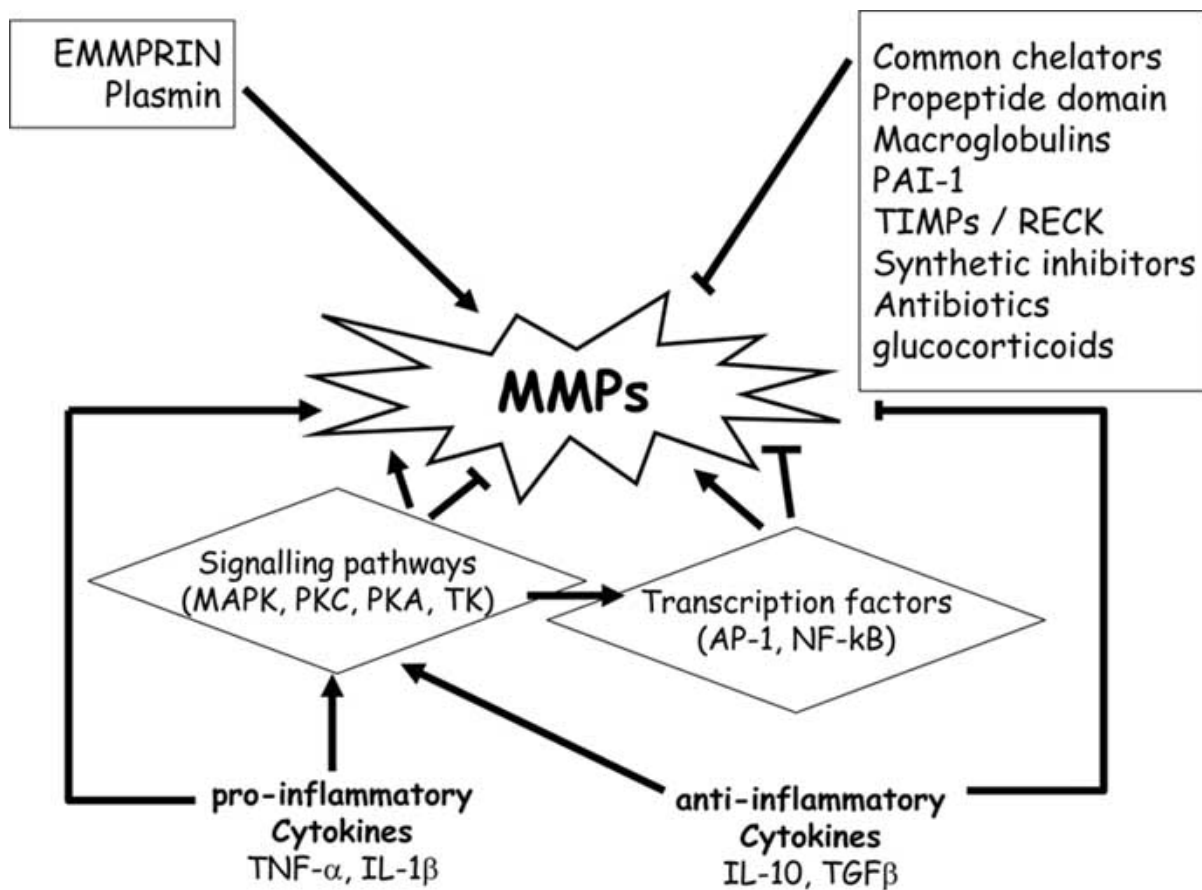 EMMPRIN
Plasmin
Common chelators
Propeptide domain
Macroglobulins
PAI-1
TIMPs / RECK
Synthetic inhibitors
Antibiotics
glucocorticoids
MMPs
Signalling pathways
(MAPK, PKC, PKA, TK)
Transcription factors
(AP-1, NF-kB)
pro-inflammatory
Cytokines
TNF-α, IL-1β
anti-inflammatory
Cytokines
IL-10, TGFβ